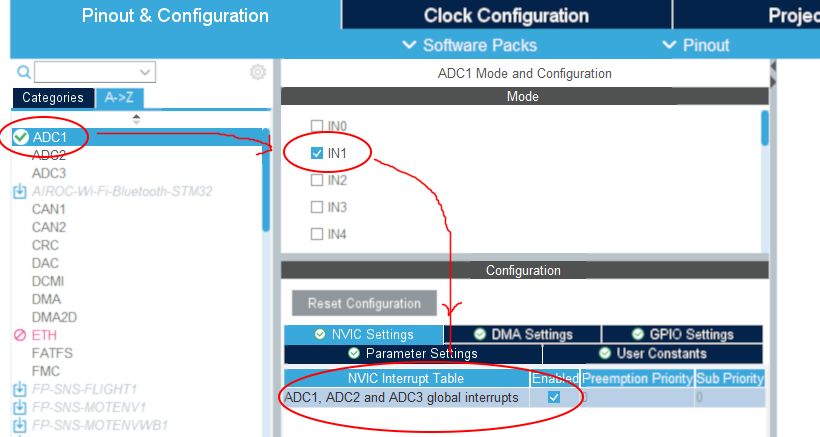 Pinout & Configuration
Clock Configuration
Projec
Software Packs
Pinout
Categories
A->Z
ADC1
ADC2
ADC3
AIROC-Wi-Fi-Bluetooth-STM32
CAN1
CAN2
CRC
DAC
DCMI
DMA
DMA2D
ETH
FATFS
FMC
FP-SNS-FLIGHT1
FP-SNS-MOTENV1
FP-SNS-MOTENVWB1
ADC1 Mode and Configuration
Mode
IN0
IN1
IN2
IN3
IN4
Configuration
Reset Configuration
NVIC Settings
DMA Settings
GPIO Settings
Parameter Settings
User Constants
NVIC Interrupt Table Enabled Preemption Priority Sub Priority
ADC1, ADC2 and ADC3 global interrupts 0 0